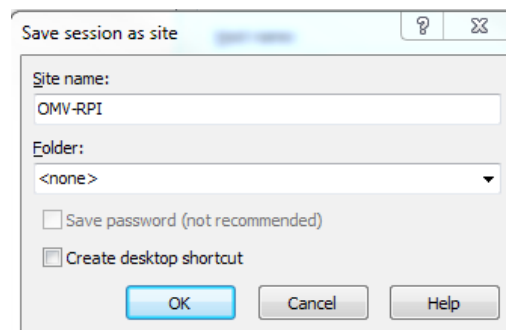 Save session as site
Site name:
OMV-RPI
Folder:
<none>
Save password (not recommended)
Create desktop shortcut
OK
Cancel
Help